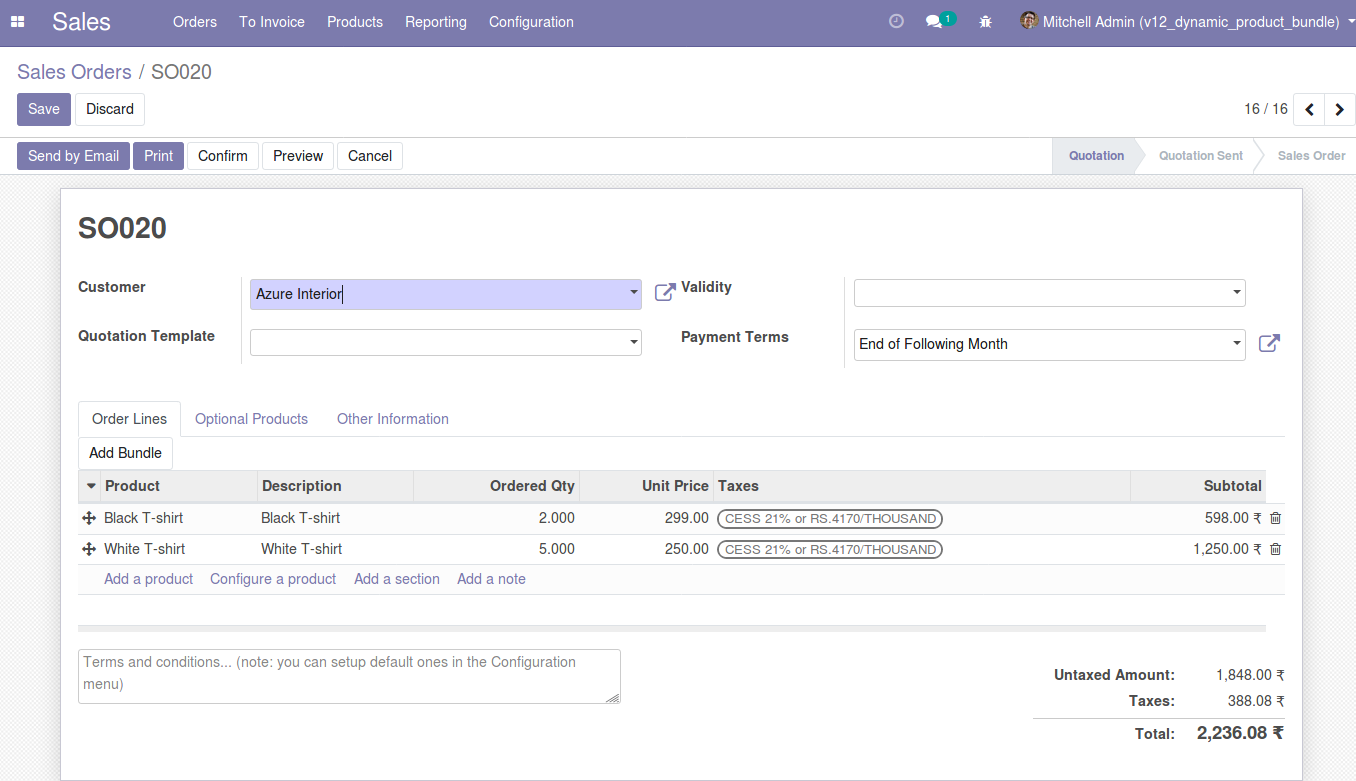 Sales Orders To Invoice Products Reporting Configuration 1 Mitchell Admin (v12_dynamic_product_bundle)
Sales Orders / SO020
Save Discard 16 / 16
Send by Email Print Confirm Preview Cancel Quotation Quotation Sent Sales Order
SO020
Customer Azure Interior Validity
Quotation Template Payment Terms End of Following Month
Order Lines Optional Products Other Information
Add Bundle
Product Description Ordered Qty Unit Price Taxes Subtotal
Black T-shirt Black T-shirt 2.000 299.00 CESS 21% or RS.4170/THOUSAND 598.00 ₹
White T-shirt White T-shirt 5.000 250.00 CESS 21% or RS.4170/THOUSAND 1,250.00 ₹
Add a product Configure a product Add a section Add a note
Terms and conditions... (note: you can setup default ones in the Configuration
menu)
Untaxed Amount: 1,848.00 ₹
Taxes: 388.08 ₹
Total: 2,236.08 ₹